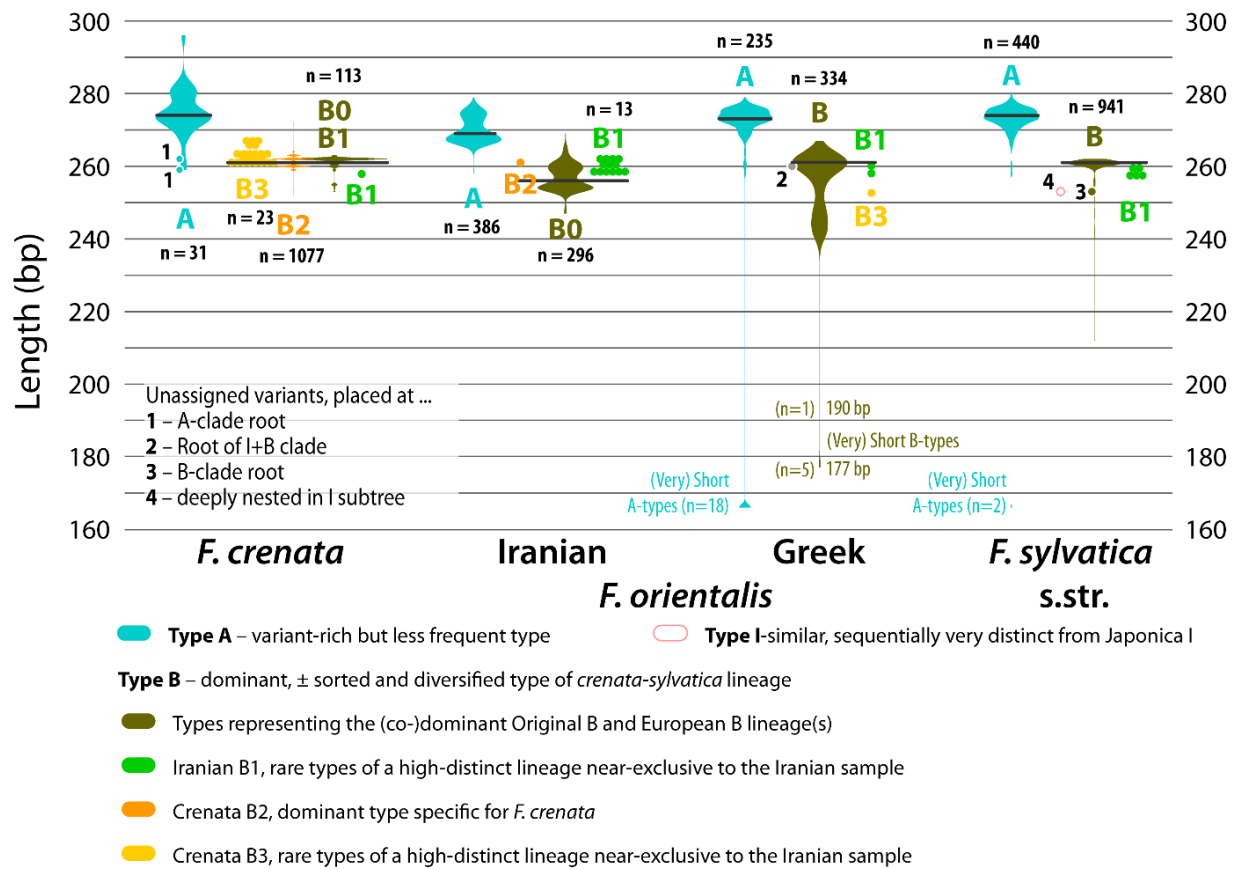 300
300
n = 235
n = 440
n = 113
A
n = 334
A
280
280
B0
n = 13
B
n = 941
B1
B1
B1
B
1
260
260
1
B3
B2
2
4
3
B1
A
n = 23
B2
A
B3
B1
n = 386
B0
240
240
n = 31
n = 1077
n = 296
220
220
Length (bp)
200
200
Unassigned variants, placed at ...
1 – A-clade root
2 – Root of I+B clade
3 – B-clade root
4 – deeply nested in I subtree
(n=1) 190 bp
(Very) Short B-types
180
180
(n=5) 177 bp
(Very) Short
A-types (n=18)
(Very) Short
A-types (n=2)
160
160
F. crenata
Iranian
Greek
F. sylvatica
F. orientalis
s.str.
Type A – variant-rich but less frequent type
Type I-similar, sequentially very distinct from Japonica I
Type B – dominant, ± sorted and diversified type of crenata-sylvatica lineage
Types representing the (co-)dominant Original B and European B lineage(s)
Iranian B1, rare types of a high-distinct lineage near-exclusive to the Iranian sample
Crenata B2, dominant type specific for F. crenata
Crenata B3, rare types of a high-distinct lineage near-exclusive to the Iranian sample